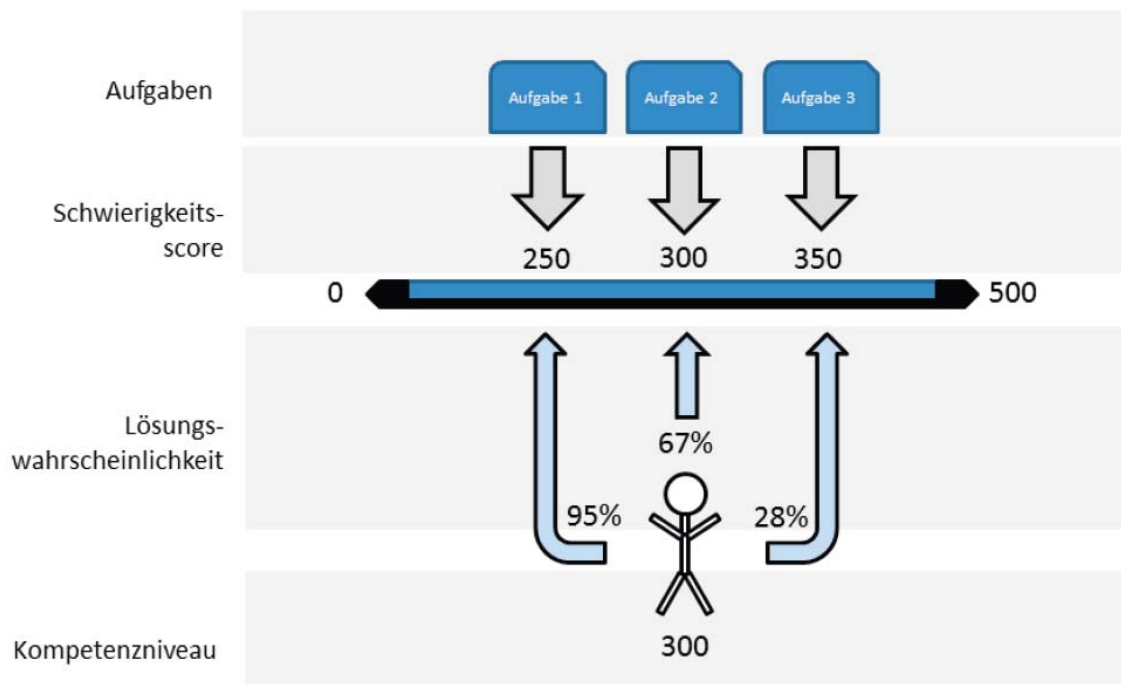 Aufgaben
Aufgabe 1
Aufgabe 2
Aufgabe 3
Schwierigkeits-
score
250
300
350
0
500
Lösungs-
wahrscheinlichkeit
67%
95%
28%
Kompetenzniveau
300